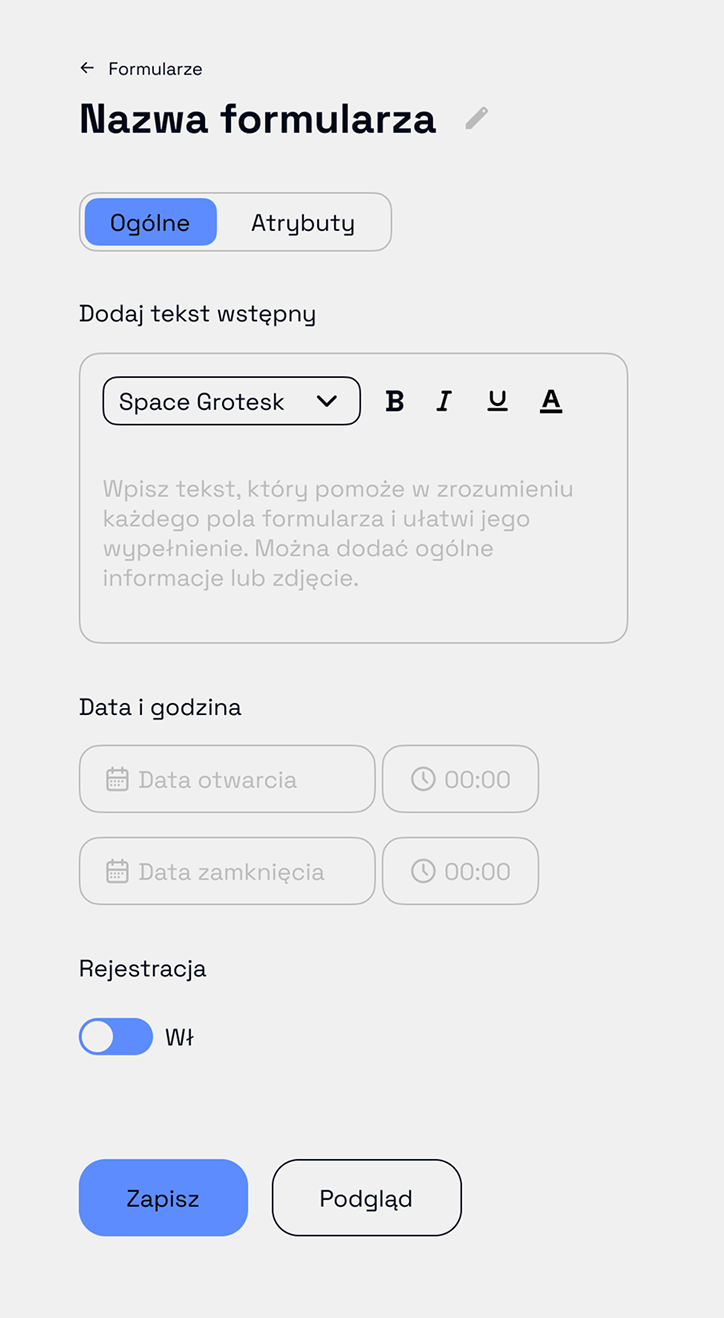 ← Formularze
Nazwa formularza
Ogólne Atrybuty
Dodaj tekst wstępny
Space Grotesk B I U A
Wpisz tekst, który pomoże w zrozumieniu
każdego pola formularza i ułatwi jego
wypełnienie. Można dodać ogólne
informacje lub zdjęcie.
Data i godzina
Data otwarcia 00:00
Data zamknięcia 00:00
Rejestracja
Wł
Zapisz Podgląd